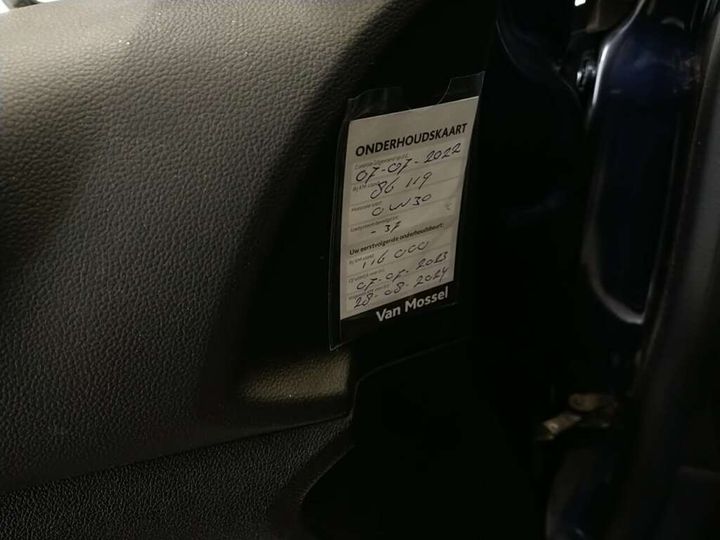 ONDERHOUDSKAART
07-07-2022
86 119
0W30
-37
Uw eerstvolgende onderhoudsbeurt:
116 000
07-07-2023
28-08-2024
Van Mossel